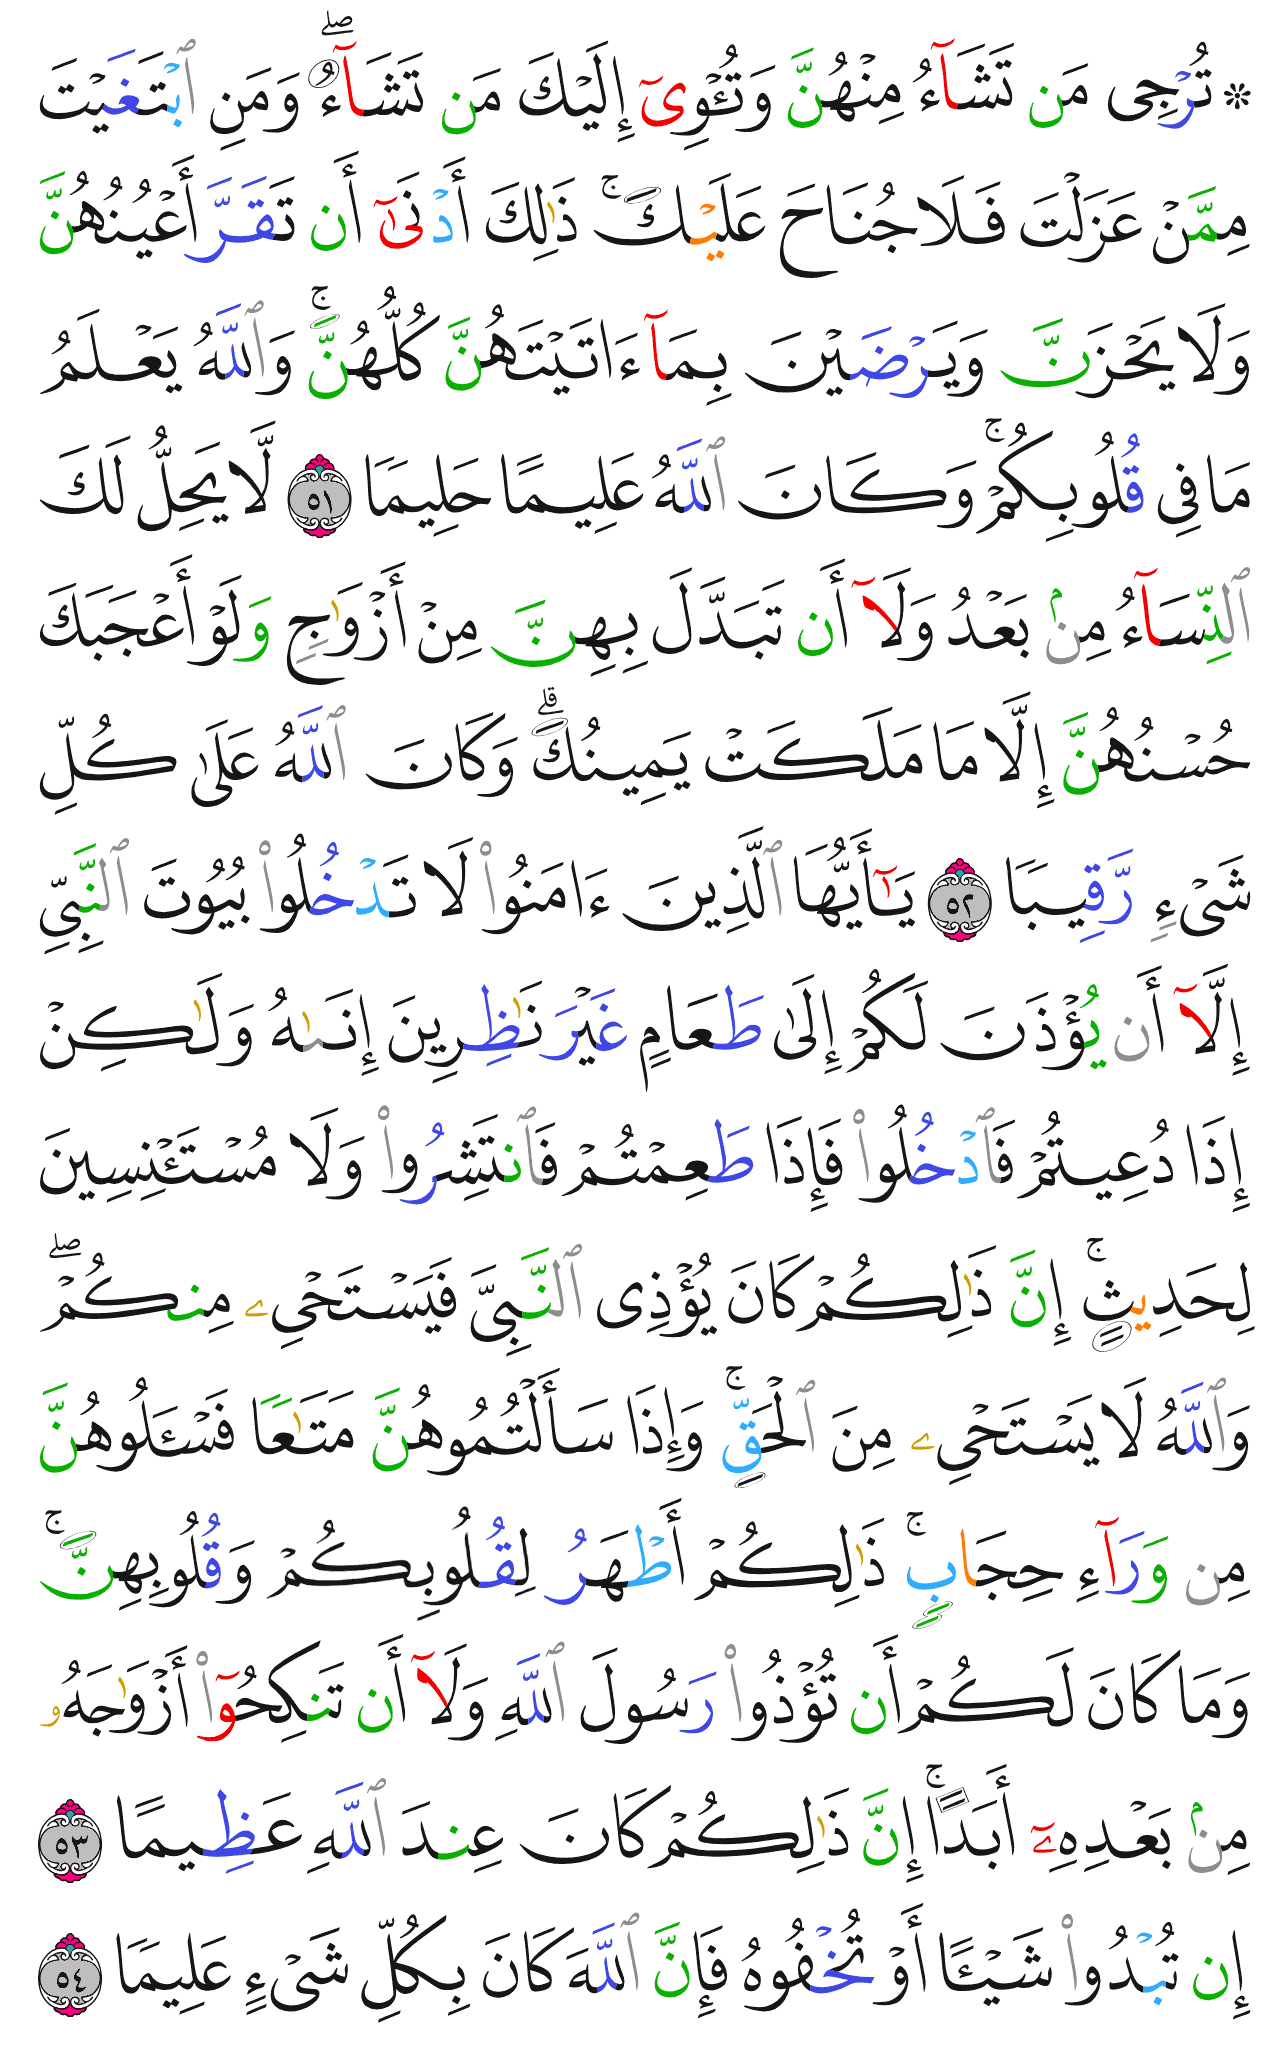 ۞ تُرْجِى مَن تَشَآءُ مِنْهُنَّ وَتُـْٔوِىٓ إِلَيْكَ مَن تَشَآءُۖ وَمَنِ ٱبْتَغَيْتَ
مِمَّنْ عَزَلْتَ فَلَا جُنَاحَ عَلَيْكَۚ ذَٰلِكَ أَدْنَىٰٓ أَن تَقَرَّ أَعْيُنُهُنَّ
وَلَا يَحْزَنَّ وَيَرْضَيْنَ بِمَآ ءَاتَيْتَهُنَّ كُلُّهُنَّۚ وَٱللَّهُ يَعْلَمُ
مَا فِى قُلُوبِكُمْۚ وَكَانَ ٱللَّهُ عَلِيمًا حَلِيمًا ٥١ لَّا يَحِلُّ لَكَ
ٱلنِّسَآءُ مِنۢ بَعْدُ وَلَآ أَن تَبَدَّلَ بِهِنَّ مِنْ أَزْوَٰجٍ وَلَوْ أَعْجَبَكَ
حُسْنُهُنَّ إِلَّا مَا مَلَكَتْ يَمِينُكَۗ وَكَانَ ٱللَّهُ عَلَىٰ كُلِّ
شَىْءٍ رَّقِيبًا ٥٢ يَـٰٓأَيُّهَا ٱلَّذِينَ ءَامَنُوا۟ لَا تَدْخُلُوا۟ بُيُوتَ ٱلنَّبِىِّ
إِلَّآ أَن يُؤْذَنَ لَكُمْ إِلَىٰ طَعَامٍ غَيْرَ نَـٰظِرِينَ إِنَىٰهُ وَلَـٰكِنْ
إِذَا دُعِيتُمْ فَٱدْخُلُوا۟ فَإِذَا طَعِمْتُمْ فَٱنتَشِرُوا۟ وَلَا مُسْتَـْٔنِسِينَ
لِحَدِيثٍۚ إِنَّ ذَٰلِكُمْ كَانَ يُؤْذِى ٱلنَّبِىَّ فَيَسْتَحْىِۦ مِنكُمْۖ
وَٱللَّهُ لَا يَسْتَحْىِۦ مِنَ ٱلْحَقِّۚ وَإِذَا سَأَلْتُمُوهُنَّ مَتَـٰعًا فَسْـَٔلُوهُنَّ
مِن وَرَآءِ حِجَابٍۚ ذَٰلِكُمْ أَطْهَرُ لِقُلُوبِكُمْ وَقُلُوبِهِنَّۚ
وَمَا كَانَ لَكُمْ أَن تُؤْذُوا۟ رَسُولَ ٱللَّهِ وَلَآ أَن تَنكِحُوٓا۟ أَزْوَٰجَهُۥ
مِنۢ بَعْدِهِۦٓ أَبَدًاۚ إِنَّ ذَٰلِكُمْ كَانَ عِندَ ٱللَّهِ عَظِيمًا ٥٣
إِن تُبْدُوا۟ شَيْـًٔا أَوْ تُخْفُوهُ فَإِنَّ ٱللَّهَ كَانَ بِكُلِّ شَىْءٍ عَلِيمًا ٥٤